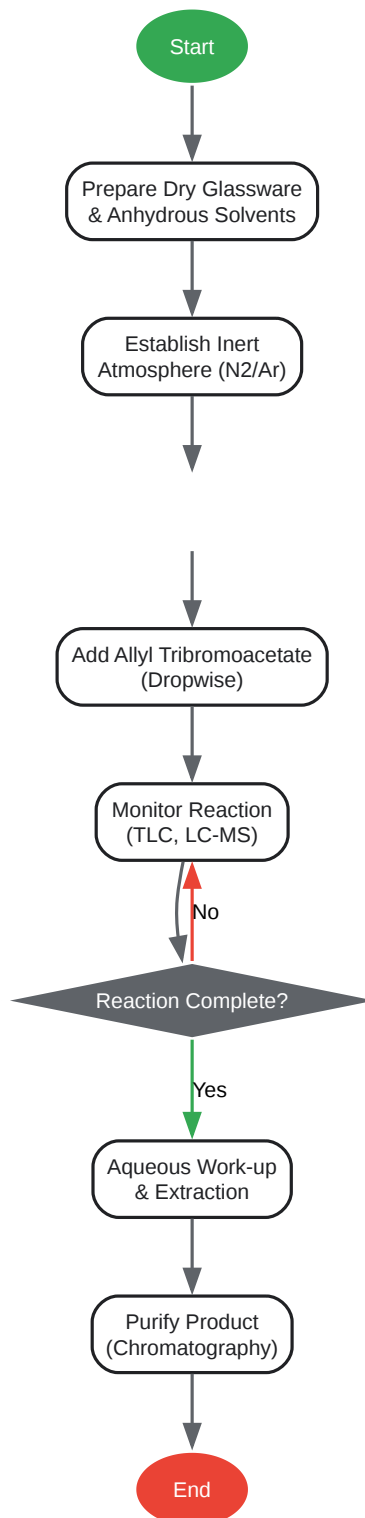 Start
Prepare Dry Glassware
& Anhydrous Solvents
Establish Inert
Atmosphere (N2/Ar)
Add Allyl Tribromoacetate
(Dropwise)
Monitor Reaction
(TLC, LC-MS)
No
Reaction Complete?
Yes
Aqueous Work-up
& Extraction
Purify Product
(Chromatography)
End